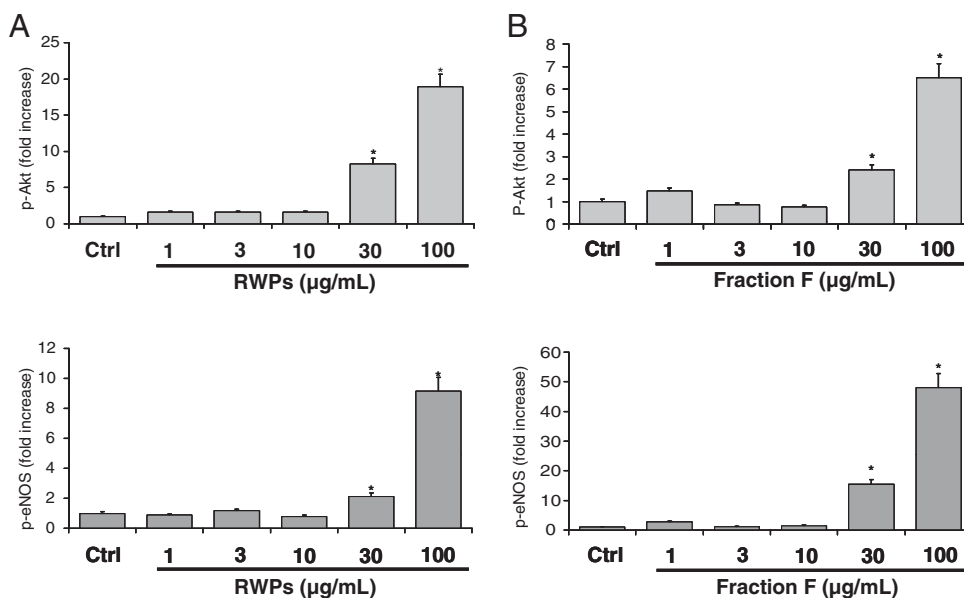 A
p-Akt (fold increase)
25
20
15
10
5
0
*
*
Ctrl 1 3 10 30 100
RWPs (µg/mL)
B
P-Akt (fold increase)
8
7
6
5
4
3
2
1
0
*
*
Ctrl 1 3 10 30 100
Fraction F (µg/mL)
p-eNOS (fold increase)
12
10
8
6
4
2
0
*
*
Ctrl 1 3 10 30 100
RWPs (µg/mL)
p-eNOS (fold increase)
60
50
40
30
20
10
0
*
*
Ctrl 1 3 10 30 100
Fraction F (µg/mL)